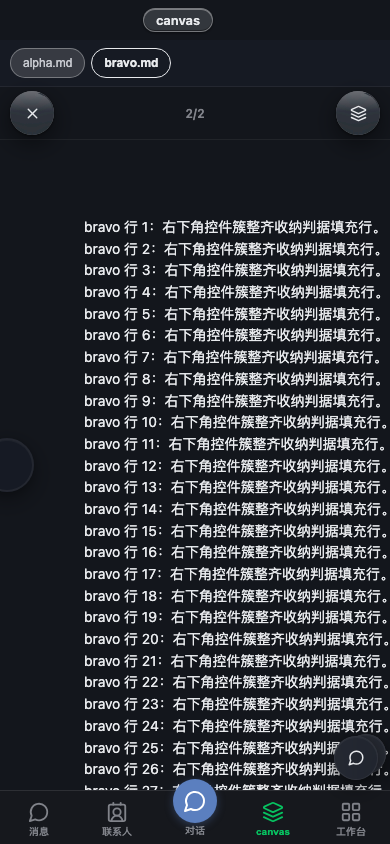 canvas
alpha.md
bravo.md
2/2
bravo 行 1：右下角控件簇整齐收纳判据填充行。
bravo 行 2：右下角控件簇整齐收纳判据填充行。
bravo 行 3：右下角控件簇整齐收纳判据填充行。
bravo 行 4：右下角控件簇整齐收纳判据填充行。
bravo 行 5：右下角控件簇整齐收纳判据填充行。
bravo 行 6：右下角控件簇整齐收纳判据填充行。
bravo 行 7：右下角控件簇整齐收纳判据填充行。
bravo 行 8：右下角控件簇整齐收纳判据填充行。
bravo 行 9：右下角控件簇整齐收纳判据填充行。
bravo 行 10：右下角控件簇整齐收纳判据填充行。
bravo 行 11：右下角控件簇整齐收纳判据填充行。
bravo 行 12：右下角控件簇整齐收纳判据填充行。
bravo 行 13：右下角控件簇整齐收纳判据填充行。
bravo 行 14：右下角控件簇整齐收纳判据填充行。
bravo 行 15：右下角控件簇整齐收纳判据填充行。
bravo 行 16：右下角控件簇整齐收纳判据填充行。
bravo 行 17：右下角控件簇整齐收纳判据填充行。
bravo 行 18：右下角控件簇整齐收纳判据填充行。
bravo 行 19：右下角控件簇整齐收纳判据填充行。
bravo 行 20：右下角控件簇整齐收纳判据填充行。
bravo 行 21：右下角控件簇整齐收纳判据填充行。
bravo 行 22：右下角控件簇整齐收纳判据填充行。
bravo 行 23：右下角控件簇整齐收纳判据填充行。
bravo 行 24：右下角控件簇整齐收纳判据填充行。
bravo 行 25：右下角控件簇整齐收纳判
bravo 行 26：右下角控件簇整齐收纳判
消息
联系人
对话
canvas
工作台